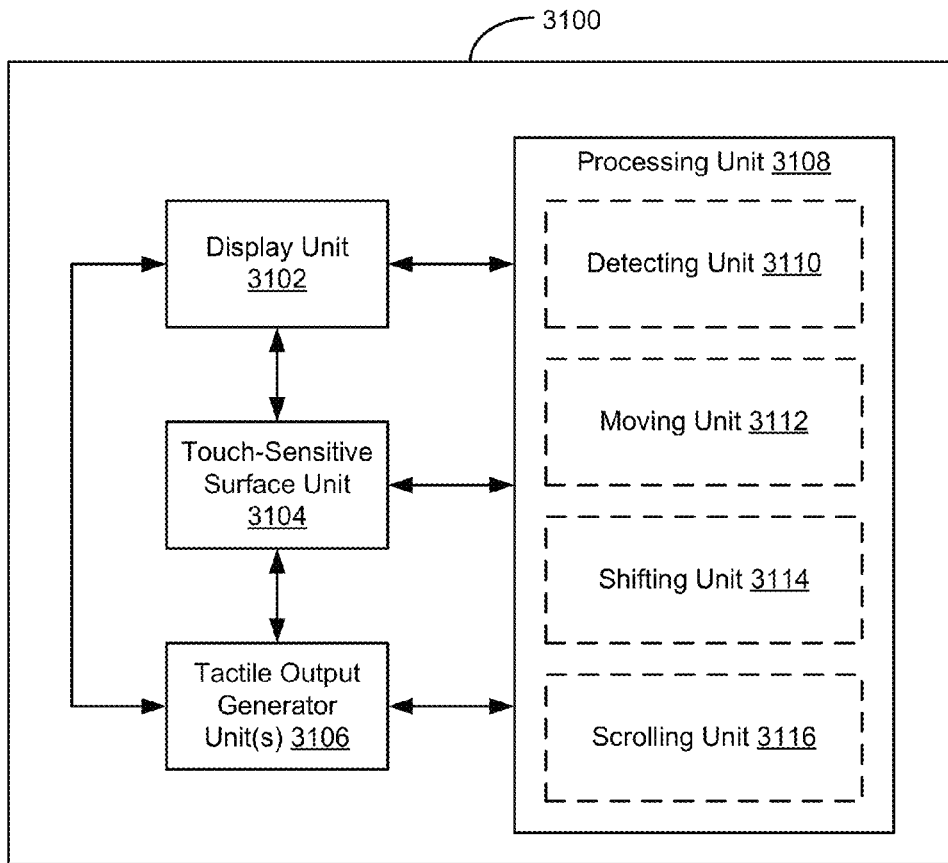 3100
Processing Unit 3108
Display Unit
3102
Detecting Unit 3110
Moving Unit 3112
Touch-Sensitive
Surface Unit
3104
Shifting Unit 3114
Tactile Output
Generator
Unit(s) 3106
Scrolling Unit 3116